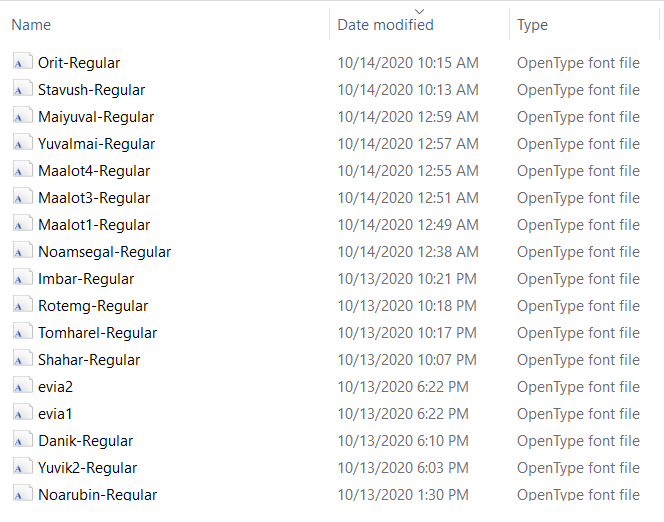 Name Date modified Type
Orit-Regular 10/14/2020 10:15 AM OpenType font file
Stavush-Regular 10/14/2020 10:13 AM OpenType font file
Maiyuval-Regular 10/14/2020 12:59 AM OpenType font file
Yuvalmai-Regular 10/14/2020 12:57 AM OpenType font file
Maalot4-Regular 10/14/2020 12:55 AM OpenType font file
Maalot3-Regular 10/14/2020 12:51 AM OpenType font file
Maalot1-Regular 10/14/2020 12:49 AM OpenType font file
Noamsegal-Regular 10/14/2020 12:38 AM OpenType font file
Imbar-Regular 10/13/2020 10:21 PM OpenType font file
Rotemg-Regular 10/13/2020 10:18 PM OpenType font file
Tomharel-Regular 10/13/2020 10:17 PM OpenType font file
Shahar-Regular 10/13/2020 10:07 PM OpenType font file
evia2 10/13/2020 6:22 PM OpenType font file
evia1 10/13/2020 6:22 PM OpenType font file
Danik-Regular 10/13/2020 6:10 PM OpenType font file
Yuvik2-Regular 10/13/2020 6:03 PM OpenType font file
Noarubin-Regular 10/13/2020 1:30 PM OpenType font file